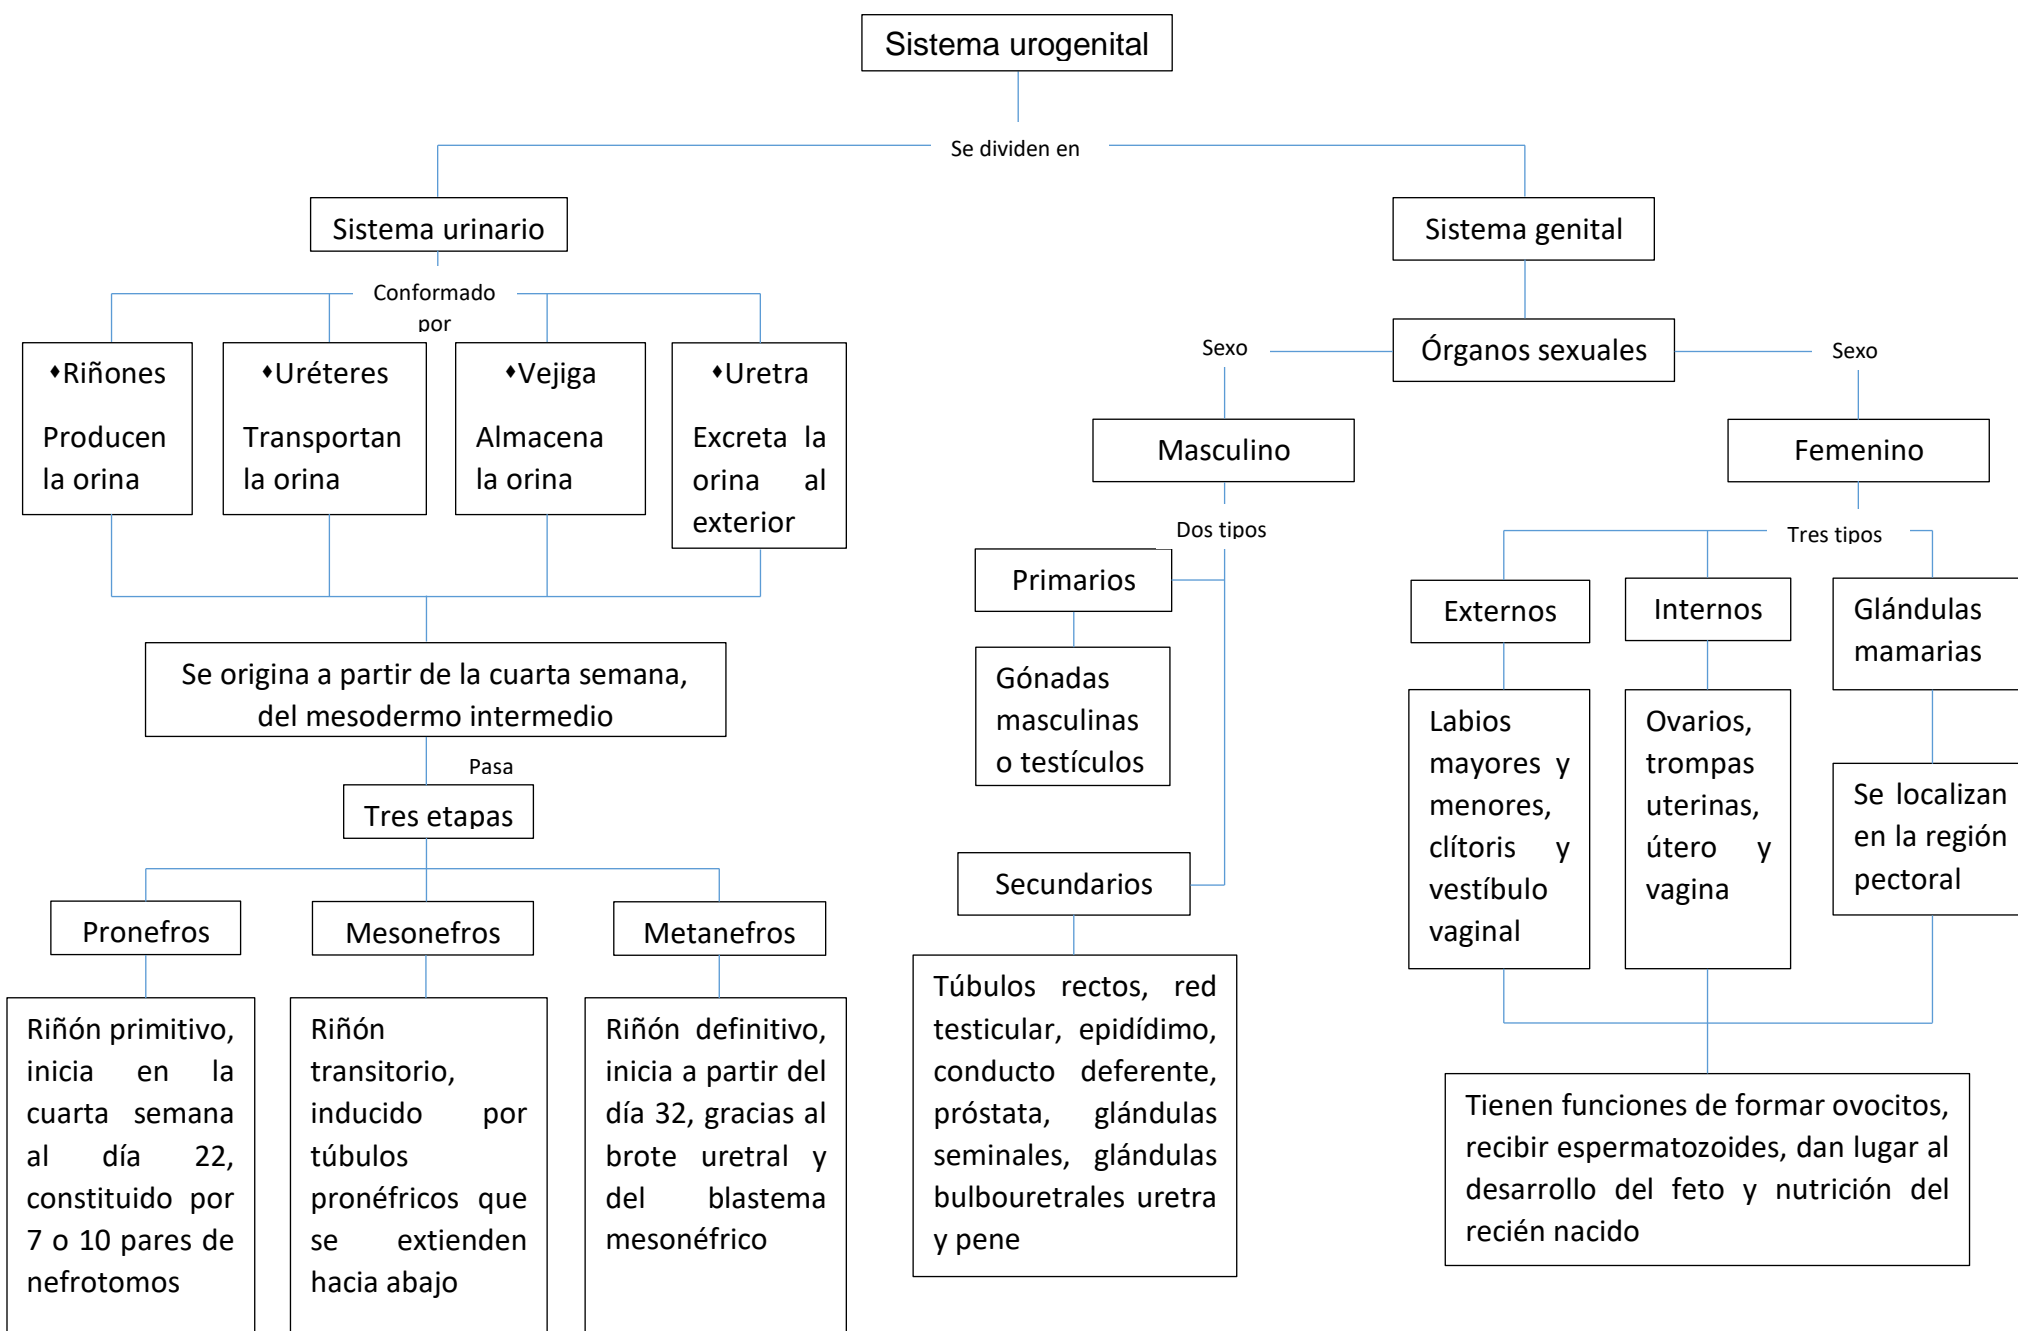 Sistema urogenital
Se dividen en
Sistema urinario
Conformado
por
♦Riñones
Producen
la orina
♦Uréteres
Transportan
la orina
♦Vejiga
Almacena
la orina
♦Uretra
Excreta la
orina al
exterior
Se origina a partir de la cuarta semana,
del mesodermo intermedio
Pasa
Tres etapas
Pronefros
Riñón primitivo,
inicia en la
cuarta semana
al día 22,
constituido por
7 o 10 pares de
nefrotomos
Mesonefros
Riñón
transitorio,
inducido por
túbulos
pronéfricos que
se extienden
hacia abajo
Metanefros
Riñón definitivo,
inicia a partir del
día 32, gracias al
brote uretral y
del blastema
mesonéfrico
Sistema genital
Órganos sexuales
Sexo
Masculino
Dos tipos
Primarios
Gónadas
masculinas
o testículos
Secundarios
Túbulos rectos, red
testicular, epidídimo,
conducto deferente,
próstata, glándulas
seminales, glándulas
bulbouretrales uretra
y pene
Sexo
Femenino
Tres tipos
Externos
Labios
mayores y
menores,
clítoris y
vestíbulo
vaginal
Internos
Ovarios,
trompas
uterinas,
útero y
vagina
Glándulas
mamarias
Se localizan
en la región
pectoral
Tienen funciones de formar ovocitos,
recibir espermatozoides, dan lugar al
desarrollo del feto y nutrición del
recién nacido